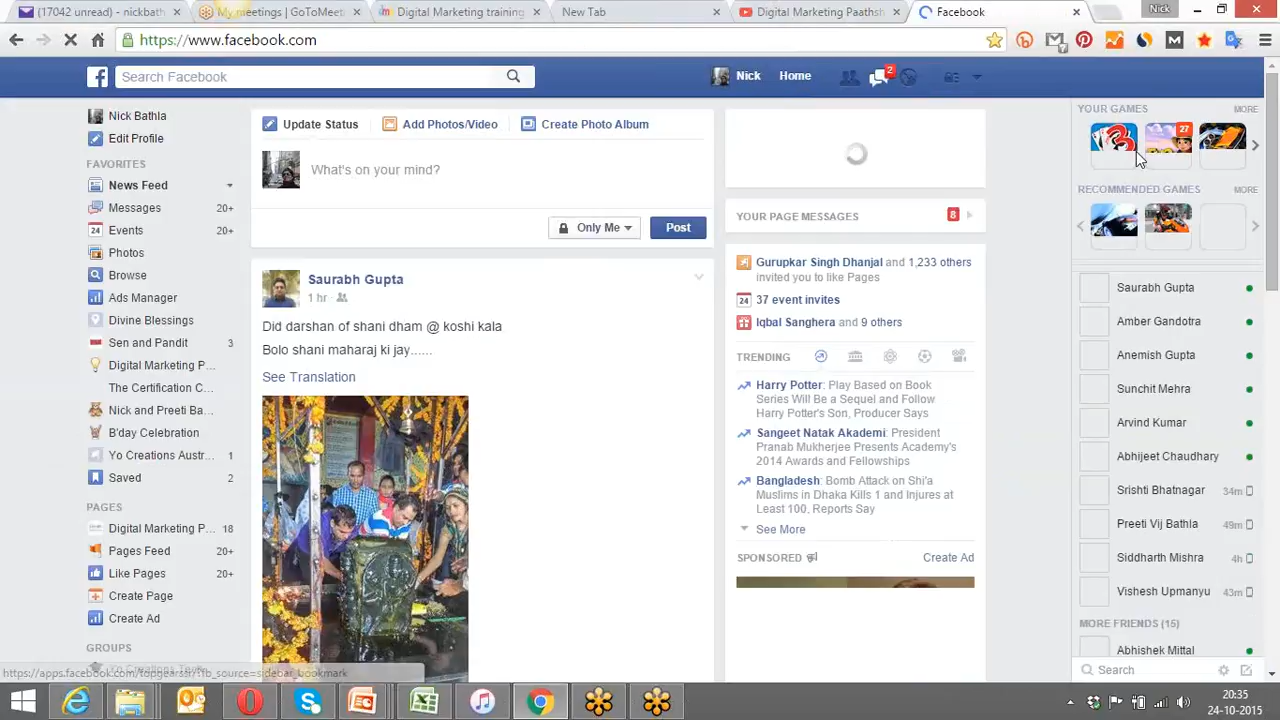 (17042 unread) - nickbath
My meetings | GoToMeet
Digital Marketing training
New Tab
Digital Marketing Paathsh
Facebook
Nick
https://www.facebook.com
Search Facebook
Nick
Home
2
Nick Bathla
Edit Profile
FAVORITES
News Feed
Messages 20+
24 Events 20+
Photos
Browse
Ads Manager
Divine Blessings
Sen and Pandit 3
Digital Marketing P...
The Certification C...
Nick and Preeti Ba...
B'day Celebration
Yo Creations Austr... 1
Saved 2
PAGES
Digital Marketing P... 18
Pages Feed 20+
Like Pages 20+
Create Page
Create Ad
GROUPS
Update Status
Add Photos/Video
Create Photo Album
What's on your mind?
Only Me
Post
Saurabh Gupta
1 hr
Did darshan of shani dham @ koshi kala
Bolo shani maharaj ki jay......
See Translation
YOUR PAGE MESSAGES 8
Gurupkar Singh Dhanjal and 1,233 others
invited you to like Pages
24 37 event invites
Iqbal Sanghera and 9 others
TRENDING
Harry Potter: Play Based on Book
Series Will Be a Sequel and Follow
Harry Potter's Son, Producer Says
Sangeet Natak Akademi: President
Pranab Mukherjee Presents Academy's
2014 Awards and Fellowships
Bangladesh: Bomb Attack on Shi'a
Muslims in Dhaka Kills 1 and Injures at
Least 100, Reports Say
See More
SPONSORED
Create Ad
YOUR GAMES MORE
27
RECOMMENDED GAMES MORE
Saurabh Gupta
Amber Gandotra
Anemish Gupta
Sunchit Mehra
Arvind Kumar
Abhijeet Chaudhary
Srishti Bhatnagar 34m
Preeti Vij Bathla 49m
Siddharth Mishra 4h
Vishesh Upmanyu 43m
MORE FRIENDS (15)
Abhishek Mittal
Search
20:35
24-10-2015